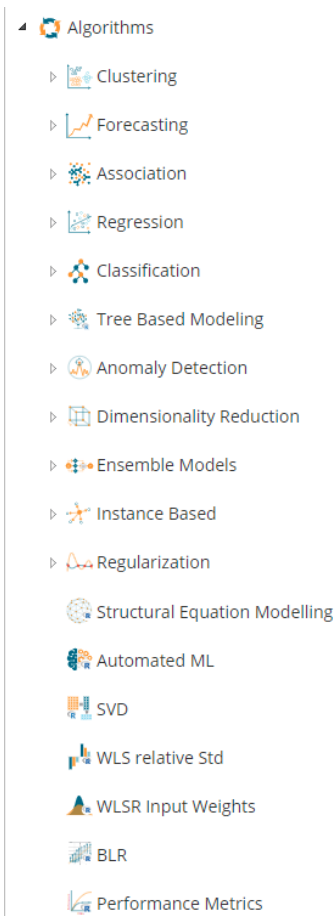 Algorithms
Clustering
Forecasting
Association
Regression
Classification
Tree Based Modeling
Anomaly Detection
Dimensionality Reduction
Ensemble Models
Instance Based
Regularization
Structural Equation Modelling
Automated ML
SVD
WLS relative Std
WLSR Input Weights
BLR
Performance Metrics